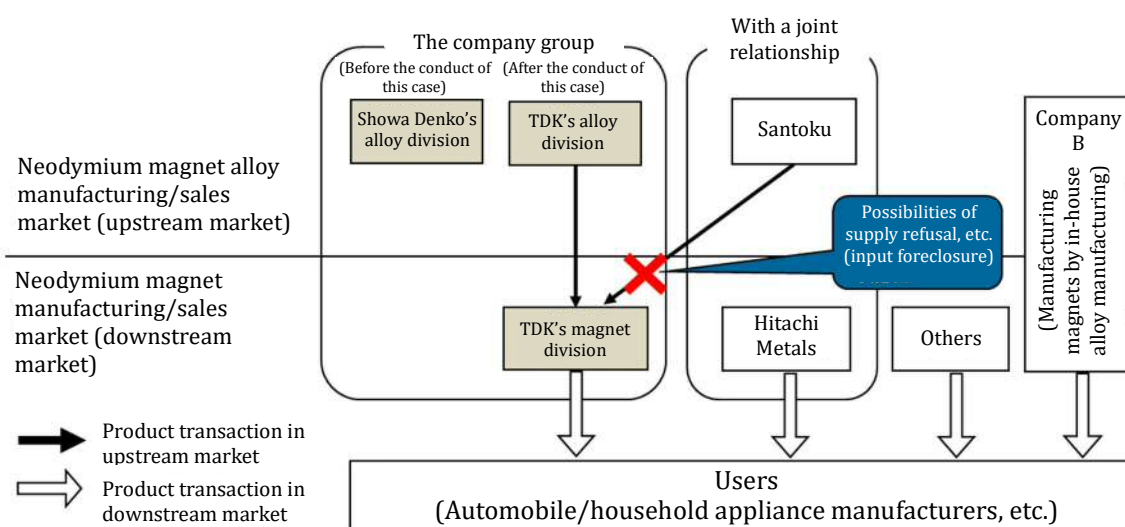 The company group
(Before the conduct of
this case)
(After the conduct of
this case)
Showa Denko's
alloy division
TDK's alloy
division
With a joint
relationship
Santoku
Company
B
(Manufacturing
magnets by in-house
alloy manufacturing)
Neodymium magnet alloy
manufacturing/sales
market (upstream market)
Possibilities of
supply refusal, etc.
(input foreclosure)
Neodymium magnet
manufacturing/sales
market (downstream
market)
TDK's magnet
division
Hitachi
Metals
Others
Product transaction in
upstream market
Product transaction in
downstream market
Users
(Automobile/household appliance manufacturers, etc.)